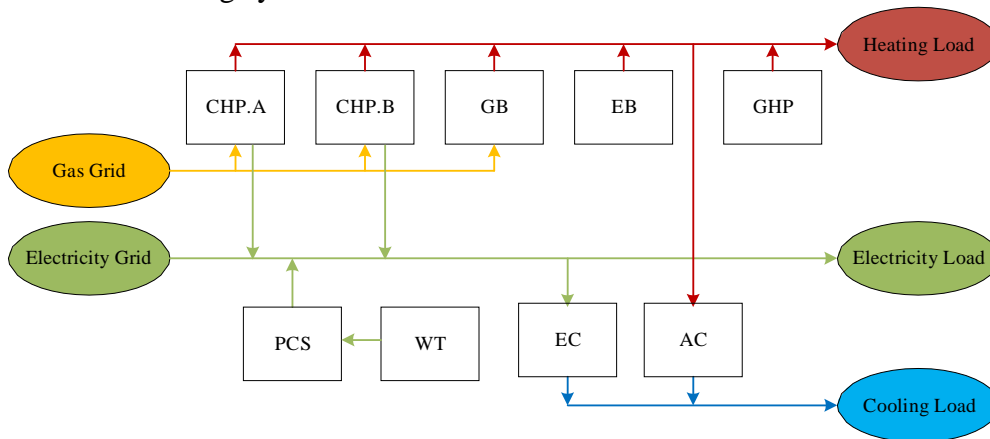 Heating Load
CHP.A
CHP.B
GB
EB
GHP
Gas Grid
Electricity Grid
Electricity Load
PCS
WT
EC
AC
Cooling Load